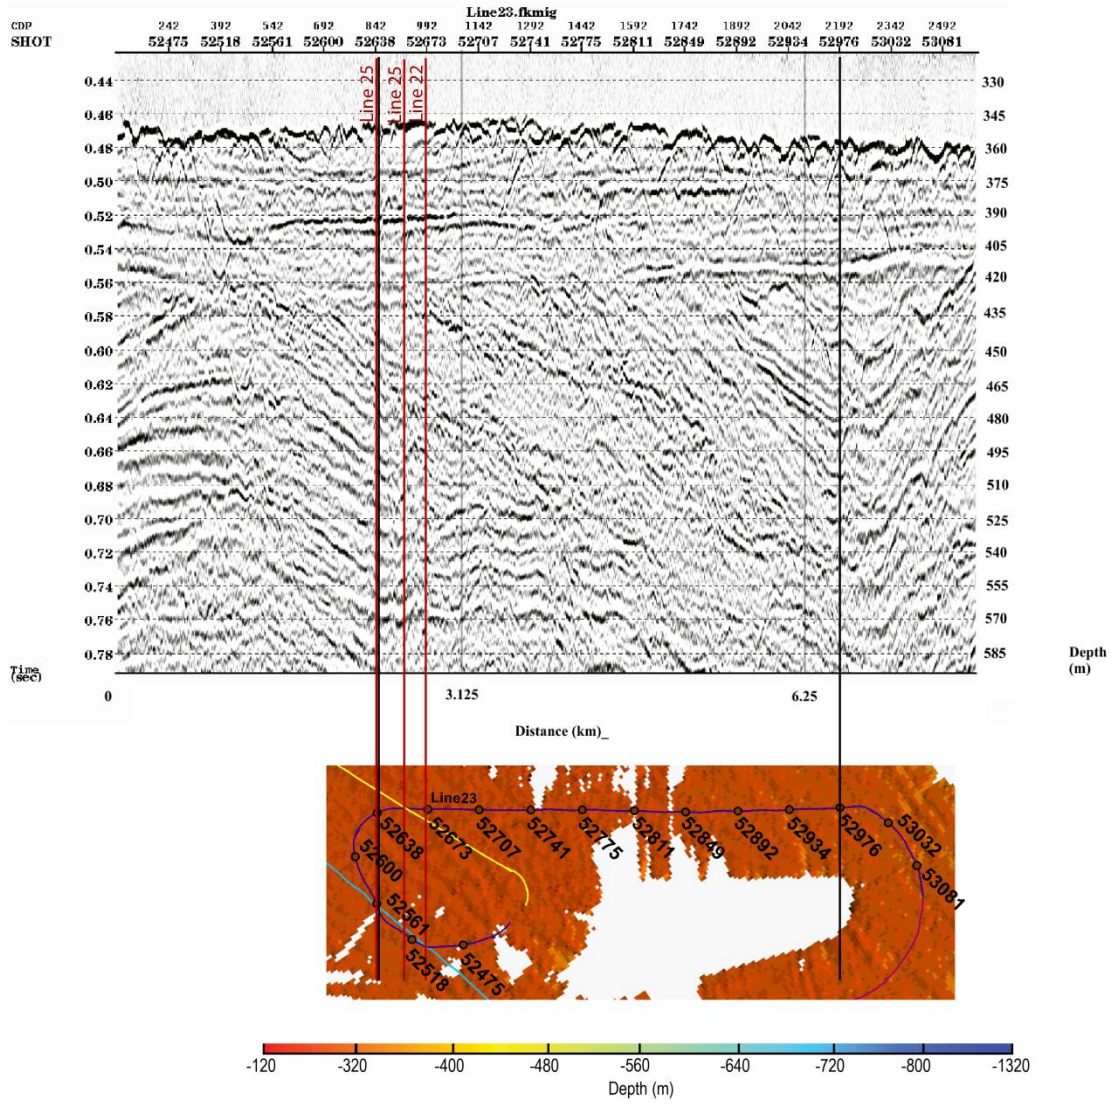 Line23.fkmig
CDP 242 392 542 692 842 992 1142 1292 1442 1592 1742 1892 2042 2192 2342 2492
SHOT 52475 52518 52561 52600 52638 52673 52707 52741 52775 52811 52849 52892 52934 52976 53032 53081
Line 25
Line 25
Line 22
0.44 330
0.46 345
0.48 360
0.50 375
0.52 390
0.54 405
0.56 420
0.58 435
0.60 450
0.62 465
0.64 480
0.66 495
0.68 510
0.70 525
0.72 540
0.74 555
0.76 570
0.78 585
Time
(sec)
Depth
(m)
0 3.125 6.25
Distance (km)_
Line23
52638
52673
52707
52741
52775
52811
52849
52892
52934
52976
53032
53081
52600
52561
52518
52475
-120 -320 -400 -480 -560 -640 -720 -800 -1320
Depth (m)